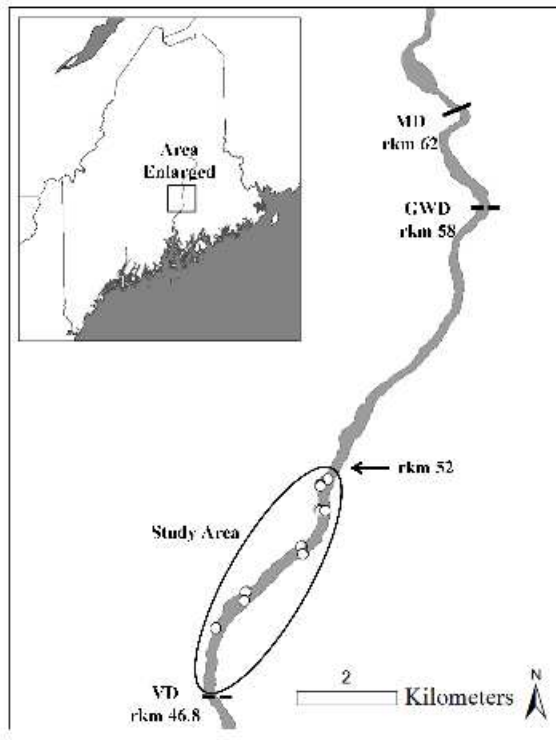 Area
Enlarged
MD
rkm 62
GWD
rkm 58
rkm 52
Study Area
VD
rkm 46.8
2
Kilometers
N